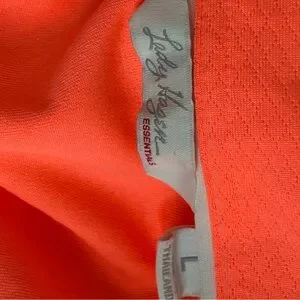 Lady Hagen
ESSENTIALS
L
THAILAND